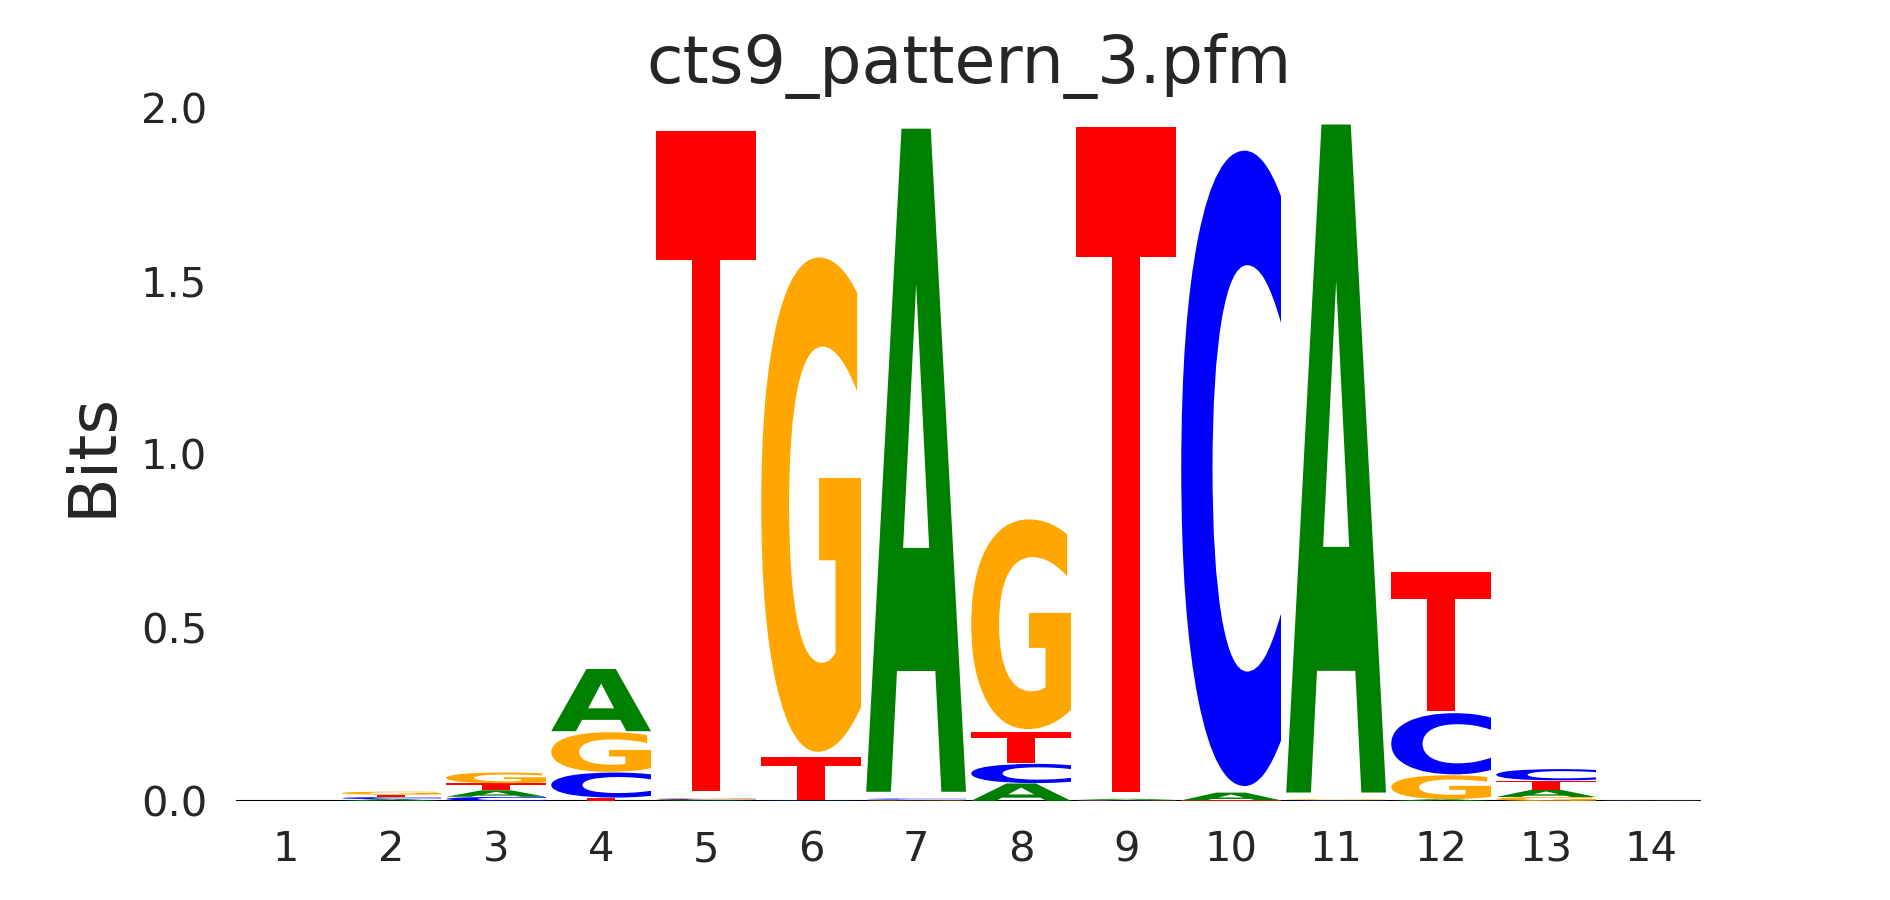 cts9_pattern_3.pfm
2.0
1.5
1.0
0.5
0.0
Bits
A G C T
T
G T
A
G T C A
T
C A
A
T C G
C T A G
1 2 3 4 5 6 7 8 9 10 11 12 13 14